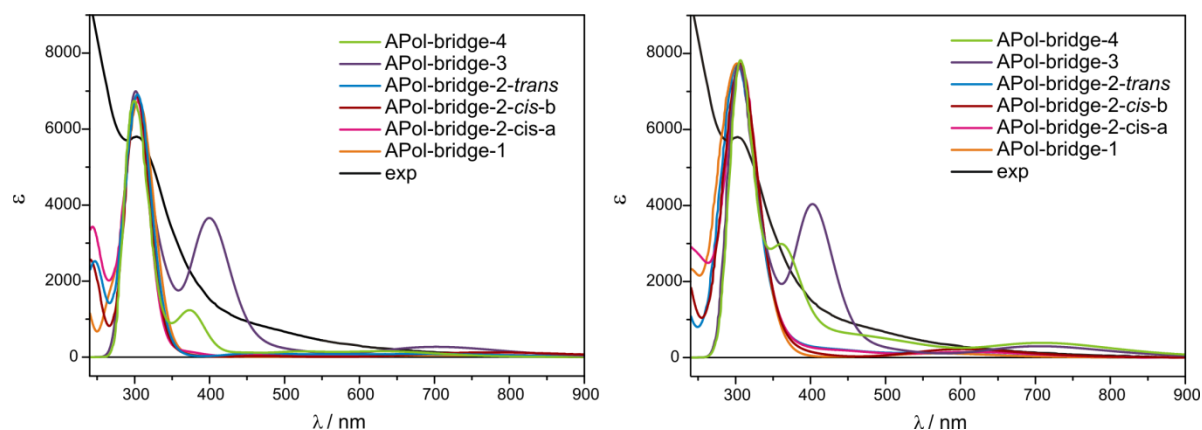 8000
6000
4000
2000
0
ε
300 400 500 600 700 800 900
λ / nm
APol-bridge-4
APol-bridge-3
APol-bridge-2-trans
APol-bridge-2-cis-b
APol-bridge-2-cis-a
APol-bridge-1
exp
8000
6000
4000
2000
0
ε
300 400 500 600 700 800 900
λ / nm
APol-bridge-4
APol-bridge-3
APol-bridge-2-trans
APol-bridge-2-cis-b
APol-bridge-2-cis-a
APol-bridge-1
exp